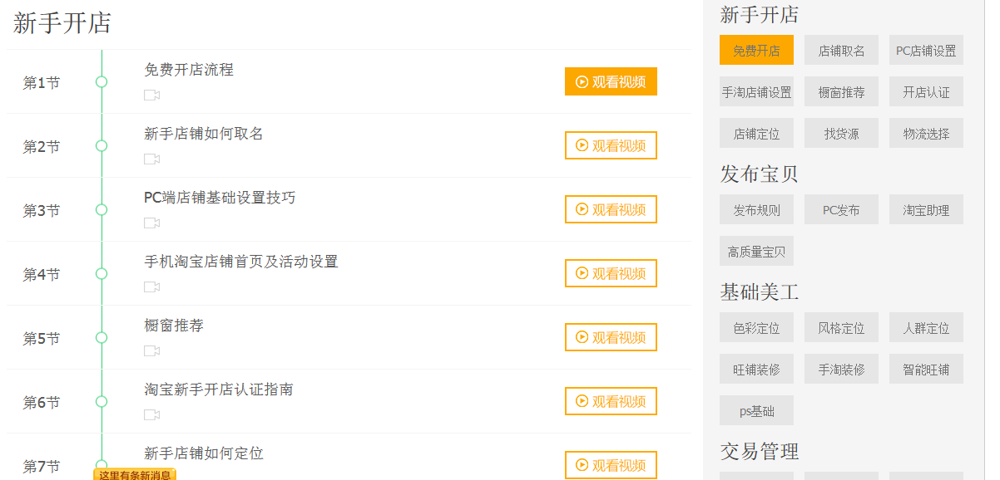 新手开店
第1节
免费开店流程
观看视频
第2节
新手店铺如何取名
观看视频
第3节
PC端店铺基础设置技巧
观看视频
第4节
手机淘宝店铺首页及活动设置
观看视频
第5节
橱窗推荐
观看视频
第6节
淘宝新手开店认证指南
观看视频
第7节
新手店铺如何定位
观看视频
这里有条新消息
新手开店
免费开店 店铺取名 PC店铺设置
手淘店铺设置 橱窗推荐 开店认证
店铺定位 找货源 物流选择
发布宝贝
发布规则 PC发布 淘宝助理
高质量宝贝
基础美工
色彩定位 风格定位 人群定位
旺铺装修 手淘装修 智能旺铺
ps基础
交易管理